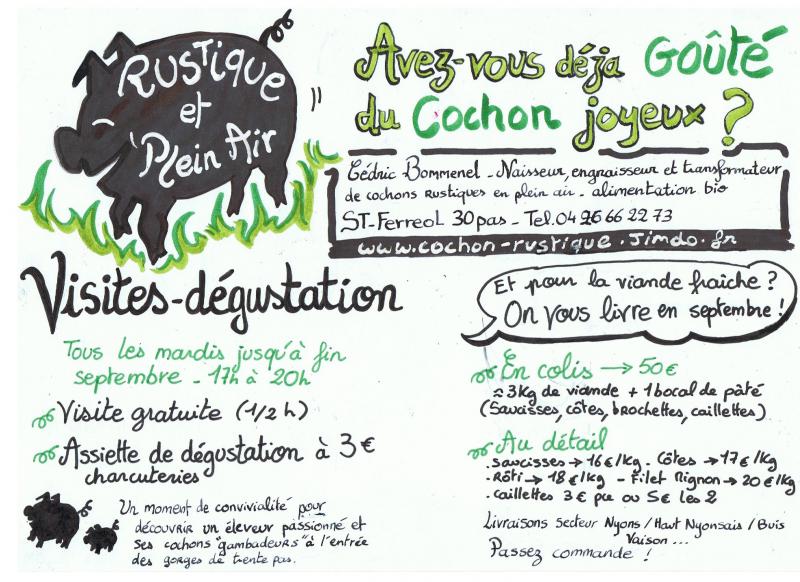 RUSTIQUE
et
Plein Air
Avez-vous déja Goûté
du Cochon joyeux ?
Cédric Bommenel - Naisseur, engraisseur et transformateur
de cochons Rustiques en plein air - alimentation bio
ST-Ferreol 30pas - Tel. 04 26 66 22 73
www.cochon-rustique.jimdo.fr
Visites-dégustation
Tous les mardis jusqu'à fin
septembre - 17h à 20h
Visite gratuite (1/2 h)
Assiette de dégustation à 3€
charcuteries
Un moment de convivialité pour
découvrir un éleveur passionné et
ses cochons "gambadeurs" à l'entrée
des gorges de trente pas.
Et pour la viande fraîche ?
On vous livre en septembre !
En colis → 50€
≈ 3kg de viande + 1 bocal de pâté
(Saucisses, côtes, brochettes, caillettes)
Au détail
.saucisses → 16€/kg - Côtes → 17€/kg
.Rôti → 18€/kg - Filet Mignon → 20€/kg
.caillettes 3€ pce ou 5€ les 2
Livraisons secteur Nyons / Haut Nyonsais / Buis
Vaison ...
Passez commande !